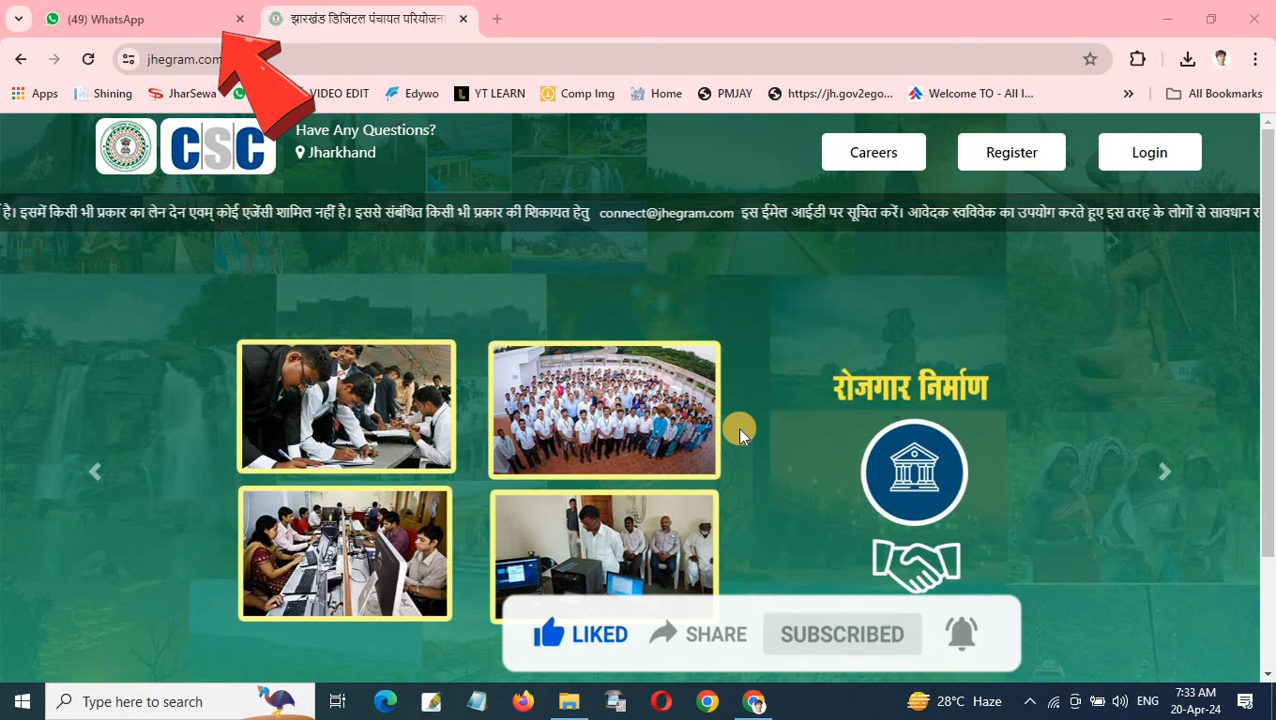 (49) WhatsApp
झारखंड डिजिटल पंचायत परियोजना
jhegram.com
Apps Shining JharSewa VIDEO EDIT Edywo YT LEARN Comp Img Home PMJAY https://jh.gov2ego... Welcome TO - All I... » All Bookmarks
CSC
Have Any Questions?
Jharkhand
Careers Register Login
है। इसमें किसी भी प्रकार का लेन देन एवम् कोई एजेंसी शामिल नहीं है। इससे संबंधित किसी भी प्रकार की शिकायत हेतु connect@jhegram.com इस ईमेल आईडी पर सूचित करें। आवेदक स्वविवेक का उपयोग करते हूए इस तरह के लोगों से सावधान र
रोजगार निर्माण
LIKED SHARE SUBSCRIBED
Type here to search
28°C Haze ENG
7:33 AM
20-Apr-24